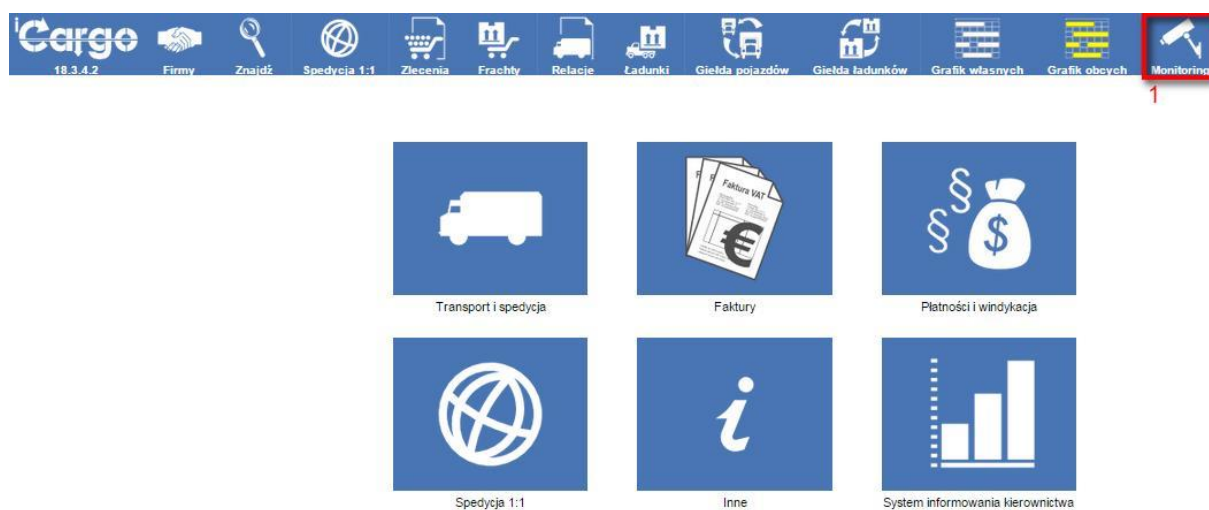 iCargo
18.3.4.2 Firmy Znajdź Spedycja 1:1 Zlecenia Frachty Relacje Ładunki Giełda pojazdów Giełda ładunków Grafik własnych Grafik obcych Monitoring
1
Faktura VAT
Transport i spedycja Faktury Płatności i windykacja
Spedycja 1:1 Inne System informowania kierownictwa